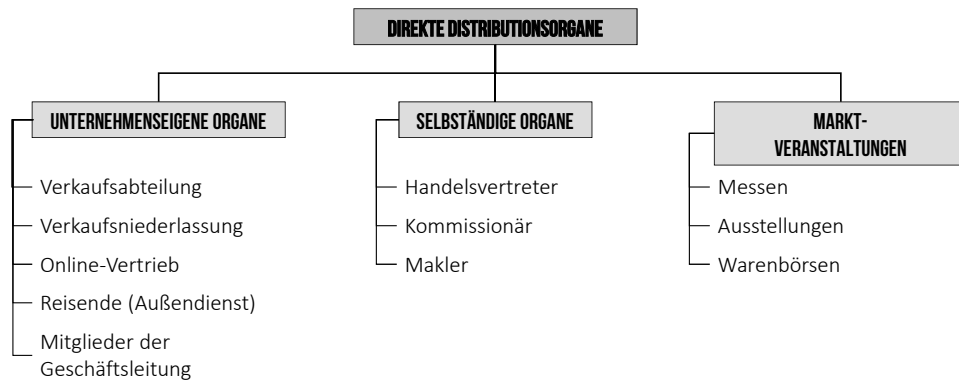 DIREKTE DISTRIBUTIONSORGANE
UNTERNEHMENSEIGENE ORGANE
Verkaufsabteilung
Verkaufsniederlassung
Online-Vertrieb
Reisende (Außendienst)
Mitglieder der
Geschäftsleitung
SELBSTÄNDIGE ORGANE
Handelsvertreter
Kommissionär
Makler
MARKT-
VERANSTALTUNGEN
Messen
Ausstellungen
Warenbörsen